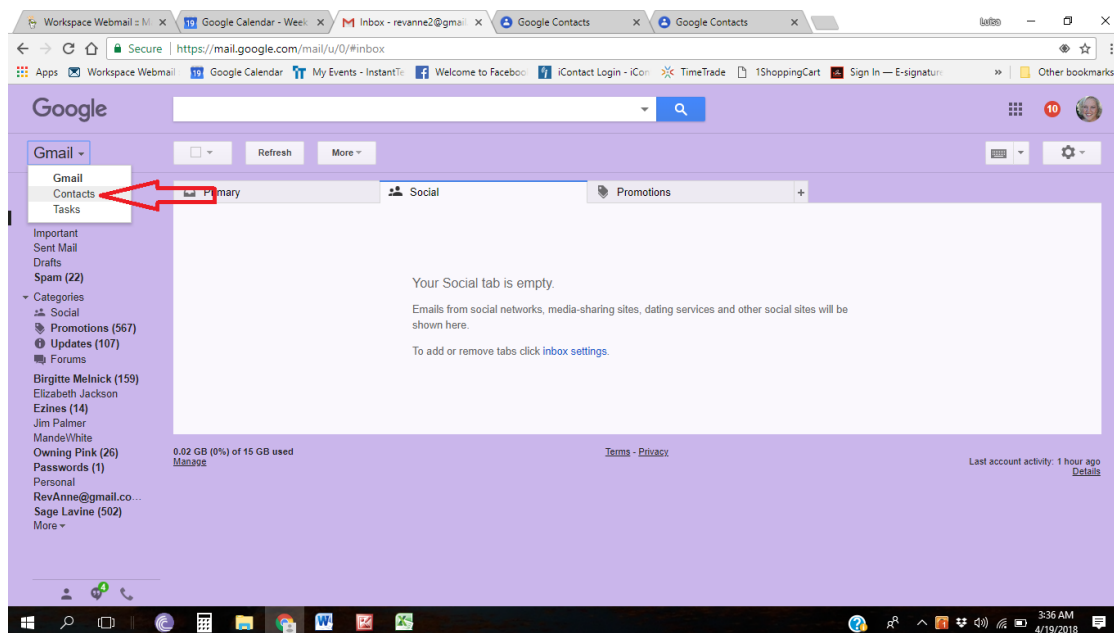 Workspace Webmail :: M
Google Calendar - Week
Inbox - revanne2@gmail
Google Contacts
Google Contacts
Luisa
Secure | https://mail.google.com/mail/u/0/#inbox
Apps Workspace Webmail Google Calendar My Events - InstantTe Welcome to Facebook iContact Login - iCon TimeTrade 1ShoppingCart Sign In — E-signature » Other bookmarks
Google
10
Gmail
Refresh More
Gmail
Contacts
Tasks
Primary Social Promotions +
Important
Sent Mail
Drafts
Spam (22)
Categories
Social
Promotions (567)
Updates (107)
Forums
Birgitte Melnick (159)
Elizabeth Jackson
Ezines (14)
Jim Palmer
MandeWhite
Owning Pink (26)
Passwords (1)
Personal
RevAnne@gmail.co...
Sage Lavine (502)
More
4
Your Social tab is empty.
Emails from social networks, media-sharing sites, dating services and other social sites will be
shown here.
To add or remove tabs click inbox settings.
0.02 GB (0%) of 15 GB used
Manage
Terms - Privacy
Last account activity: 1 hour ago
Details
3:36 AM
4/19/2018